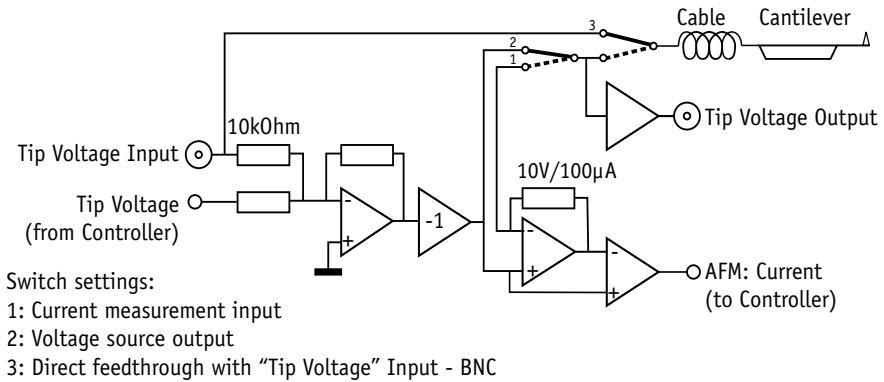 Cable Cantilever
3
2
1
Tip Voltage Output
10kOhm
Tip Voltage Input
10V/100µA
Tip Voltage
(from Controller)
-
+
-1
-
+
-
+
AFM: Current
(to Controller)
Switch settings:
1: Current measurement input
2: Voltage source output
3: Direct feedthrough with “Tip Voltage” Input - BNC